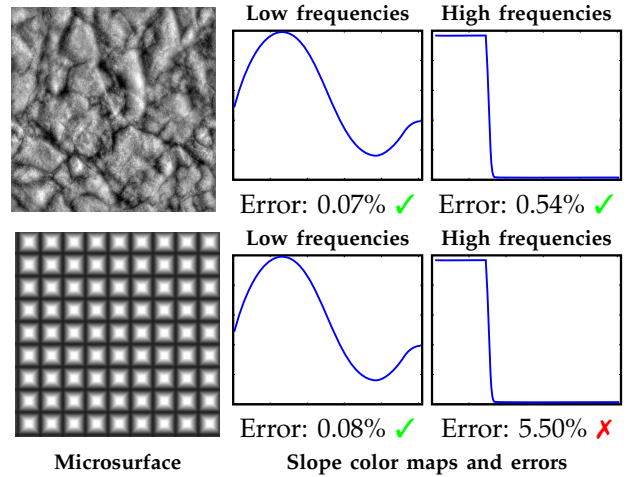 Low frequencies High frequencies
Error: 0.07% ✓ Error: 0.54% ✓
Low frequencies High frequencies
Error: 0.08% ✓ Error: 5.50% ✗
Microsurface Slope color maps and errors